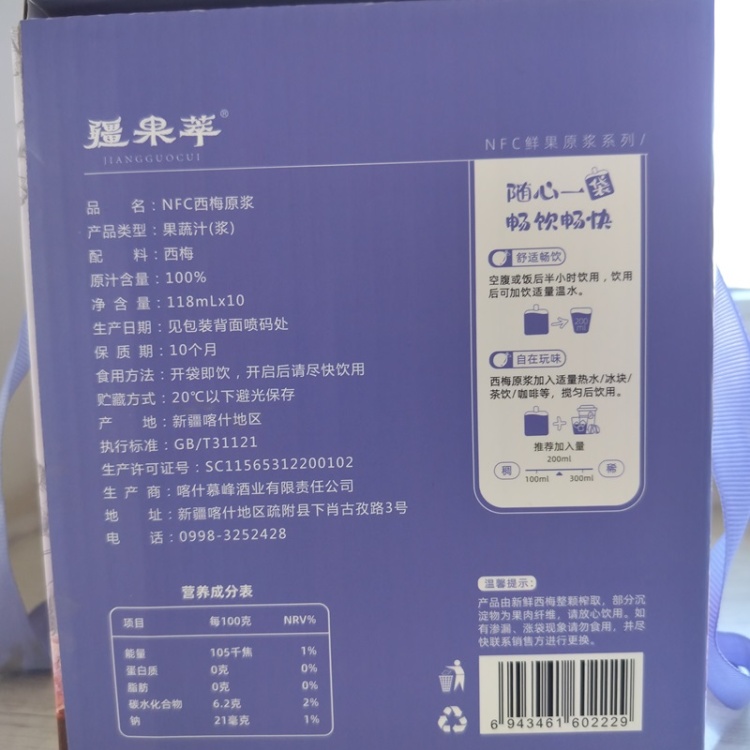 疆果萃®
JIANGGUOCUI
NFC鲜果原浆系列/
品 名：NFC西梅原浆
产品类型：果蔬汁(浆)
配 料：西梅
原汁含量：100%
净 含 量：118mLx10
生产日期：见包装背面喷码处
保 质 期：10个月
食用方法：开袋即饮，开启后请尽快饮用
贮藏方式：20℃以下避光保存
产 地：新疆喀什地区
执行标准：GB/T31121
生产许可证号：SC11565312200102
生 产 商：喀什慕峰酒业有限责任公司
地 址：新疆喀什地区疏附县下肖古孜路3号
电 话：0998-3252428
随心一袋
畅饮畅快
舒适畅饮
空腹或饭后半小时饮用，饮用
后可加饮适量温水。
200
ml
自在玩味
西梅原浆加入适量热水/冰块/
茶饮/咖啡等，搅匀后饮用。
推荐加入量
200ml
稠 稀
100ml 300ml
营养成分表
项目 每100克 NRV%
能量 105千焦 1%
蛋白质 0克 0%
脂肪 0克 0%
碳水化合物 6.2克 2%
钠 21毫克 1%
温馨提示：
产品由新鲜西梅整颗榨取，部分沉
淀物为果肉纤维，请放心饮用。如
有渗漏、涨袋现象请勿食用，并尽
快联系销售方进行更换。
6 943461 602229